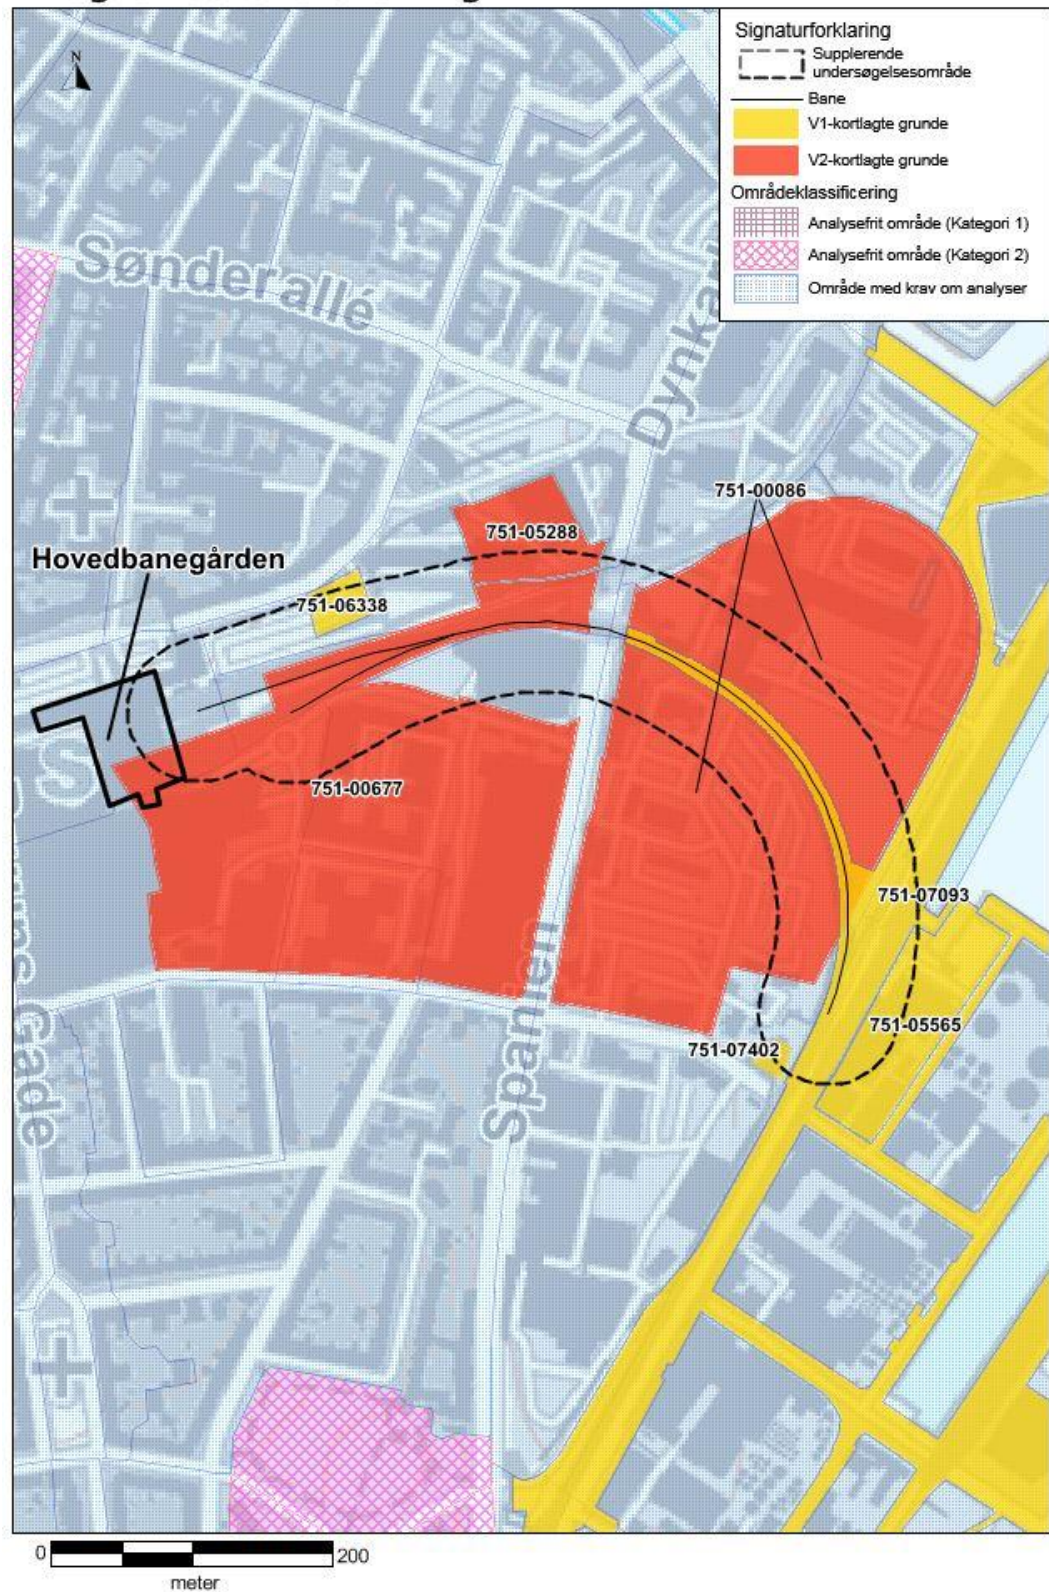 Signaturforklaring
Supplerende
undersøgelsesområde
Bane
V1-kortlagte grunde
V2-kortlagte grunde
Områdeklassificering
Analysefrit område (Kategori 1)
Analysefrit område (Kategori 2)
Område med krav om analyser
N
Sønder allé
Dynkar
751-00086
751-05288
Hovedbanegården
751-06338
S
751-00677
751-07093
751-05565
751-07402
Spanien
Gade
0
200
meter